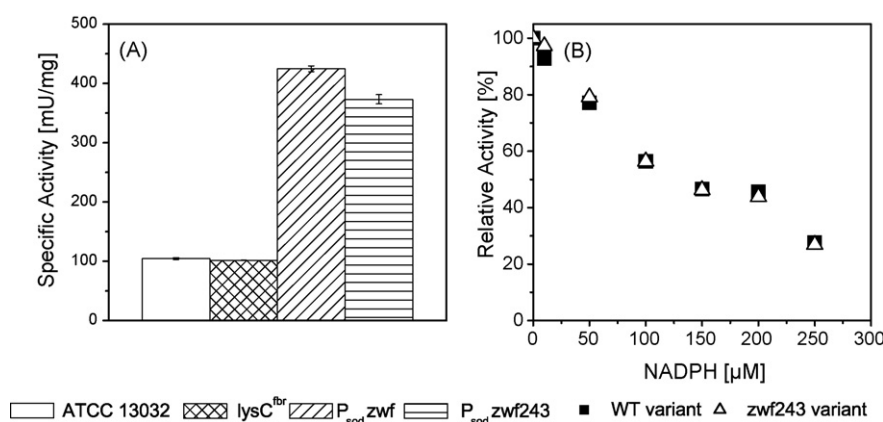 (A)
Specific Activity [mU/mg]
500
400
300
200
100
0
(B)
Relative Activity [%]
100
80
60
40
20
0
0 50 100 150 200 250 300
NADPH [µM]
ATCC 13032 lysC^fbr P_sod zwf P_sod zwf243 WT variant zwf243 variant